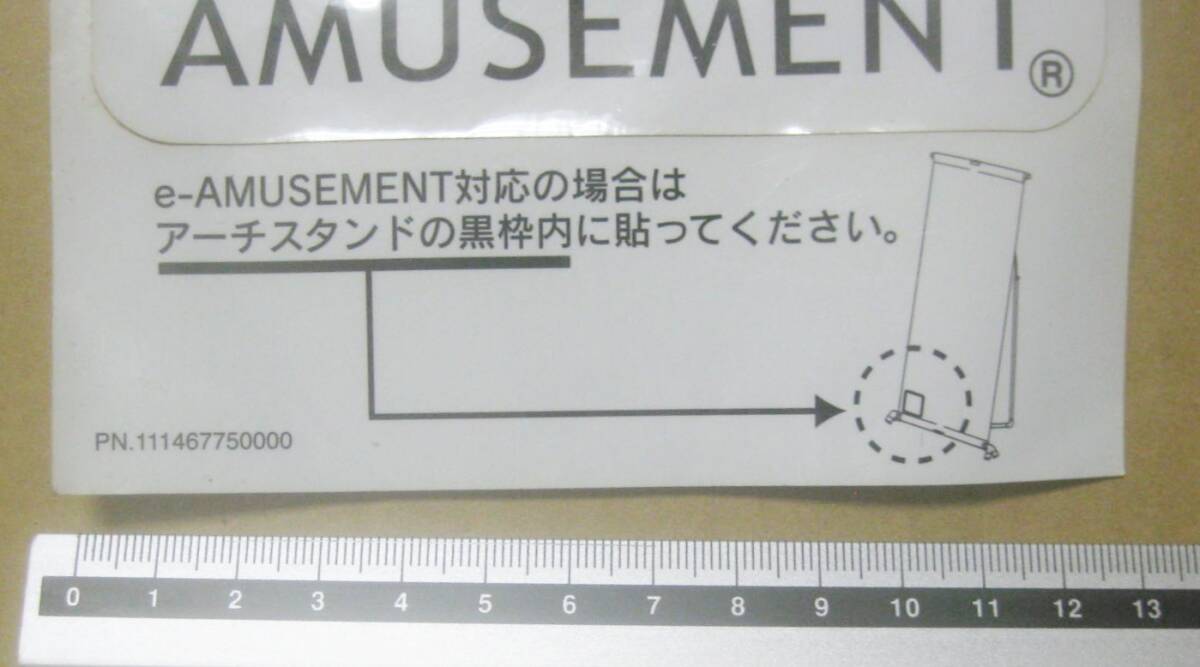 AMUSEMENT®
e-AMUSEMENT対応の場合は
アーチスタンドの黒枠内に貼ってください。
PN.111467750000
0 1 2 3 4 5 6 7 8 9 10 11 12 13